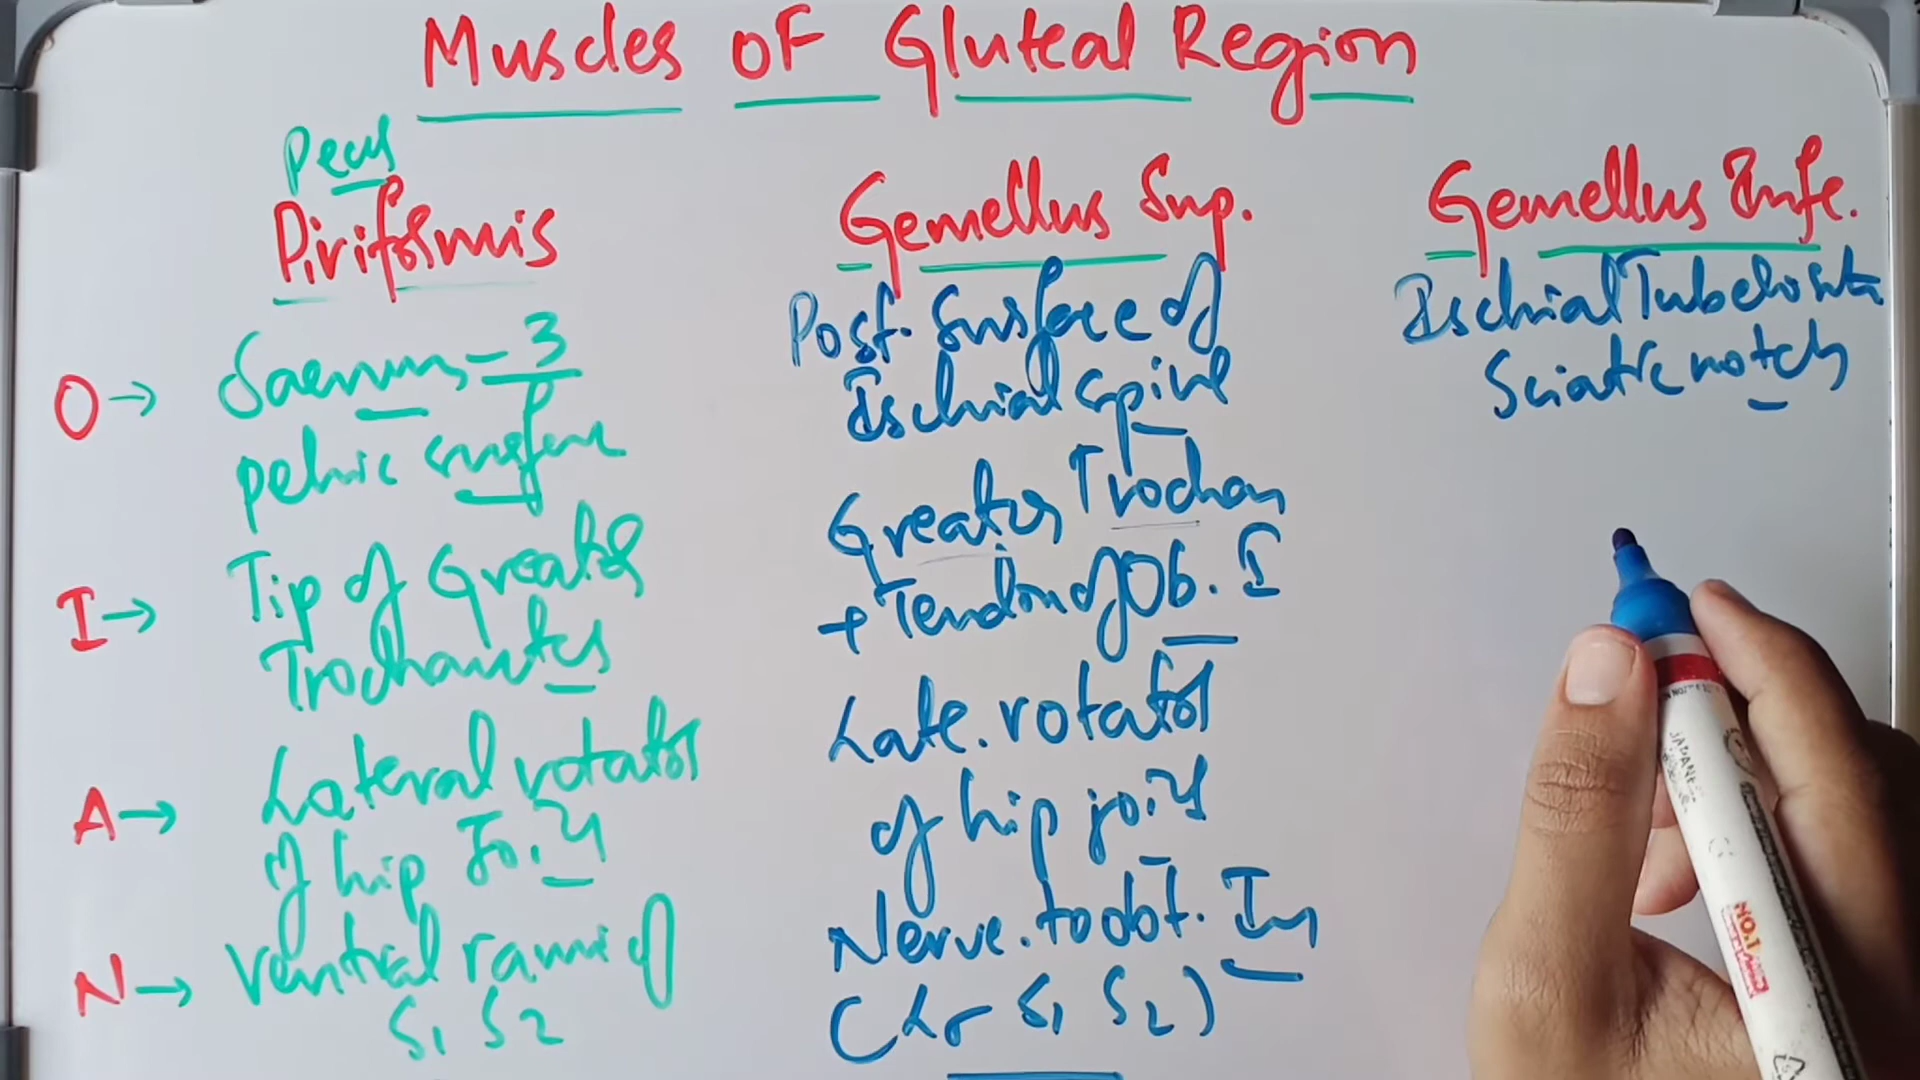 Muscles of Gluteal Region
Pear
Piriformis
O → Sacrum - 3
pelvic surface
I → Tip of Greater
Trochanter
A → Lateral rotator
of hip Joint
N → Ventral rami of
S1 S2
Gemellus Sup.
Post. Surface of
Ischial spine
Greater Trochan
+ Tendon of Ob. I
Late. rotator
of hip joint
Nerve. to obt. In
(L5 S1 S2)
Gemellus Infe.
Ischial Tuberosity
Sciatic notch
NO.1